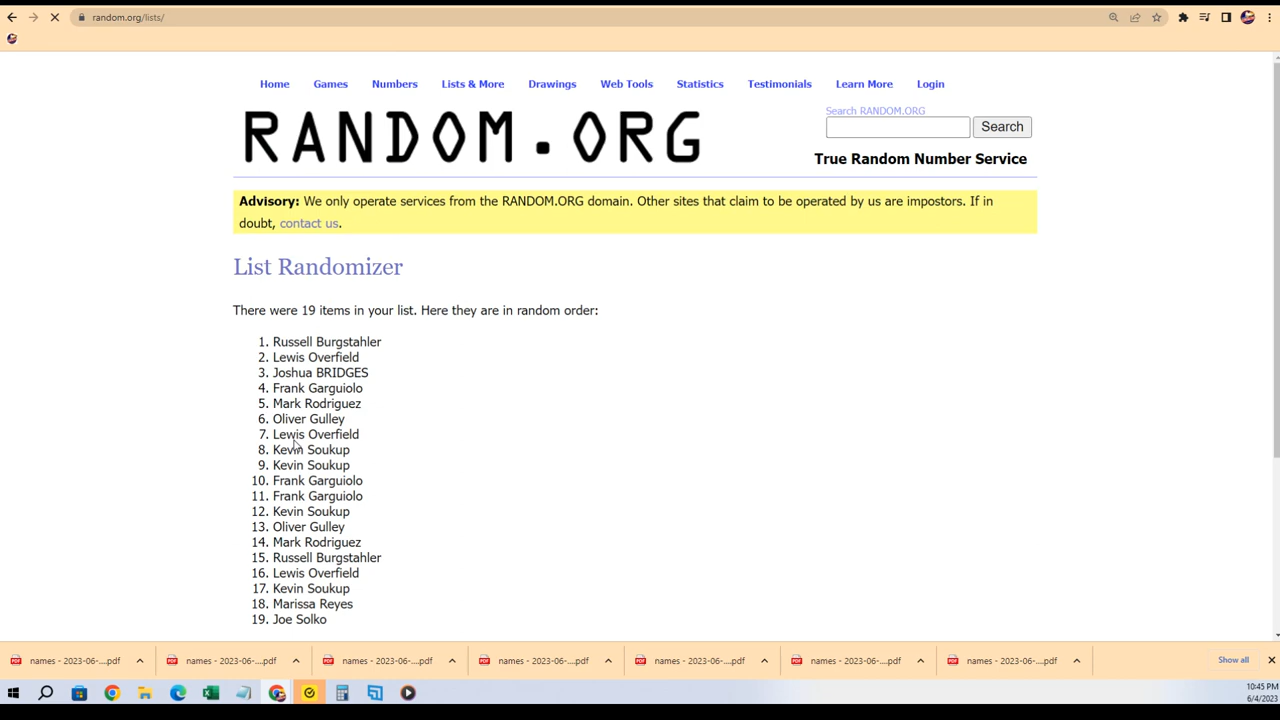 random.org/lists/
Home Games Numbers Lists & More Drawings Web Tools Statistics Testimonials Learn More Login
RANDOM.ORG
Search RANDOM.ORG
Search
True Random Number Service
Advisory: We only operate services from the RANDOM.ORG domain. Other sites that claim to be operated by us are impostors. If in
doubt, contact us.
List Randomizer
There were 19 items in your list. Here they are in random order:
1. Russell Burgstahler
2. Lewis Overfield
3. Joshua BRIDGES
4. Frank Garguiolo
5. Mark Rodriguez
6. Oliver Gulley
7. Lewis Overfield
8. Kevin Soukup
9. Kevin Soukup
10. Frank Garguiolo
11. Frank Garguiolo
12. Kevin Soukup
13. Oliver Gulley
14. Mark Rodriguez
15. Russell Burgstahler
16. Lewis Overfield
17. Kevin Soukup
18. Marissa Reyes
19. Joe Solko
names - 2023-06-....pdf names - 2023-06-....pdf names - 2023-06-....pdf names - 2023-06-....pdf names - 2023-06-....pdf names - 2023-06-....pdf names - 2023-06-....pdf Show all
10:45 PM
6/4/2023